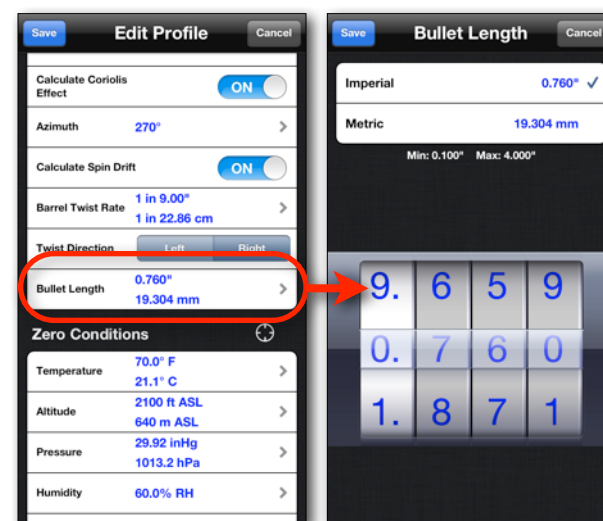 Save Edit Profile Cancel
Calculate Coriolis
Effect
ON
Azimuth 270°
Calculate Spin Drift ON
Barrel Twist Rate
1 in 9.00"
1 in 22.86 cm
Twist Direction Left Right
Bullet Length
0.760"
19.304 mm
Zero Conditions
Temperature
70.0° F
21.1° C
Altitude
2100 ft ASL
640 m ASL
Pressure
29.92 inHg
1013.2 hPa
Humidity 60.0% RH
Save Bullet Length Cancel
Imperial 0.760" ✓
Metric 19.304 mm
Min: 0.100" Max: 4.000"
9. 6 5 9
0. 7 6 0
1. 8 7 1